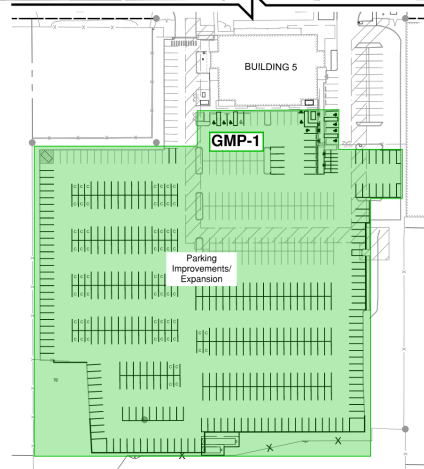 BUILDING 5
GMP-1
Parking
Improvements/
Expansion